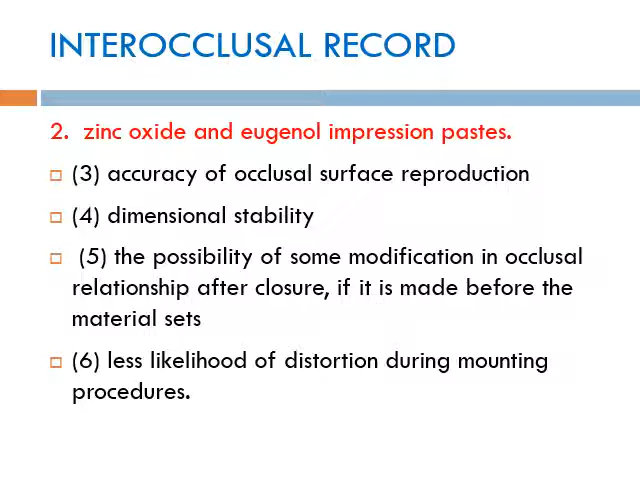 INTEROCCLUSAL RECORD
2. zinc oxide and eugenol impression pastes.
(3) accuracy of occlusal surface reproduction
(4) dimensional stability
(5) the possibility of some modification in occlusal
relationship after closure, if it is made before the
material sets
(6) less likelihood of distortion during mounting
procedures.